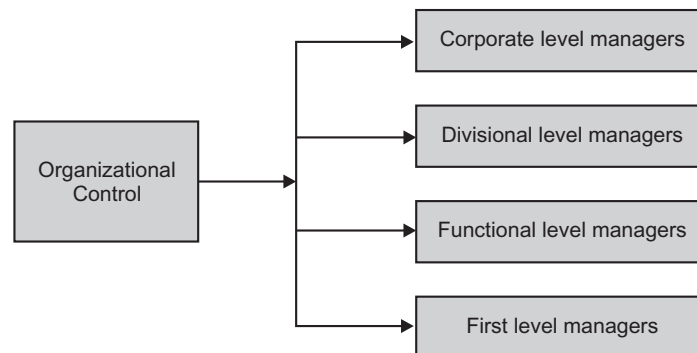 Corporate level managers
Divisional level managers
Organizational
Control
Functional level managers
First level managers